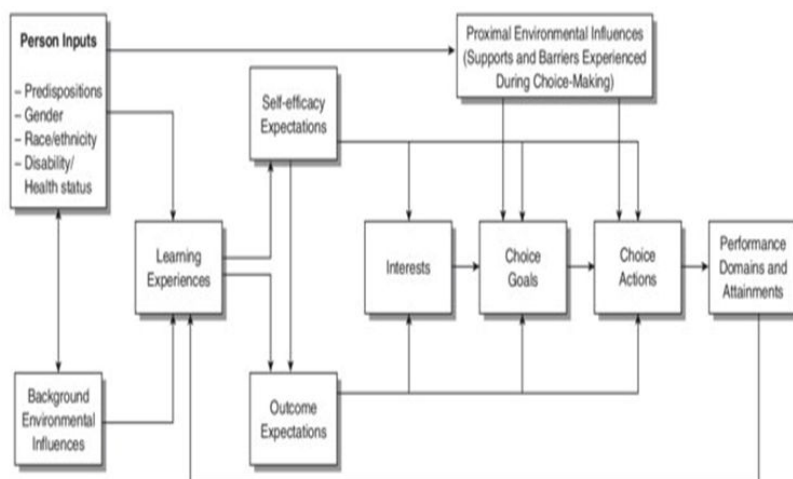 Person Inputs
– Predispositions
– Gender
– Race/ethnicity
– Disability/
Health status
Proximal Environmental Influences
(Supports and Barriers Experienced
During Choice-Making)
Self-efficacy
Expectations
Learning
Experiences
Interests
Choice
Goals
Choice
Actions
Performance
Domains and
Attainments
Background
Environmental
Influences
Outcome
Expectations